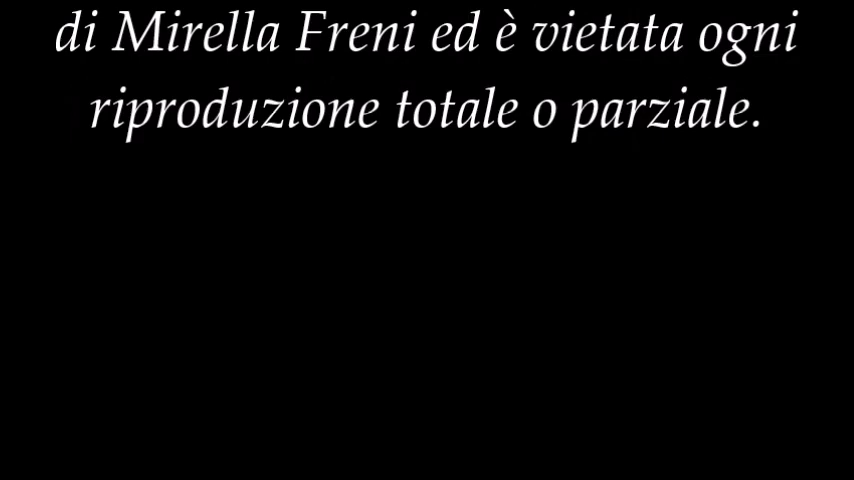 di Mirella Freni ed è vietata ogni
riproduzione totale o parziale.